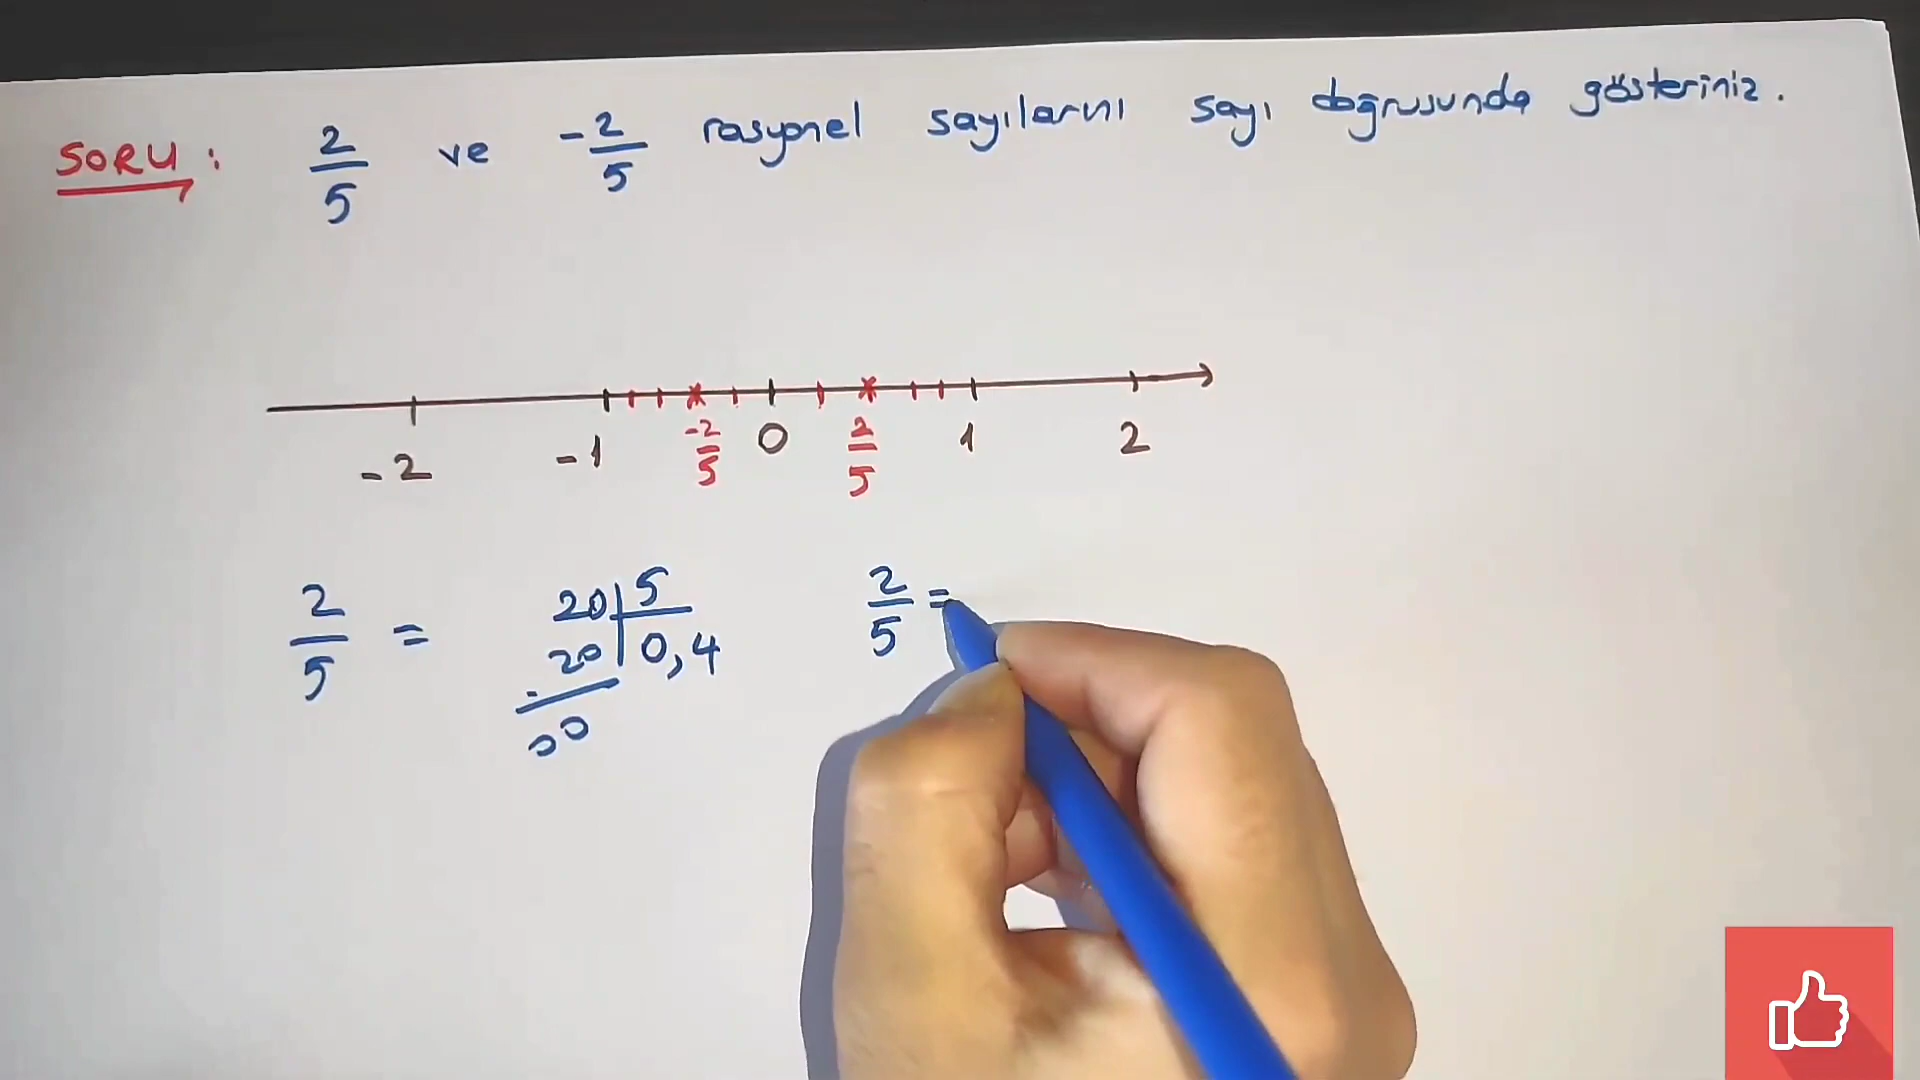 SORU : 2/5 ve -2/5 rasyonel sayılarını sayı doğrusunda gösteriniz.
-2 -1 -2/5 0 2/5 1 2
2/5 = 20 | 5 2/5 =
20 | 0,4
00